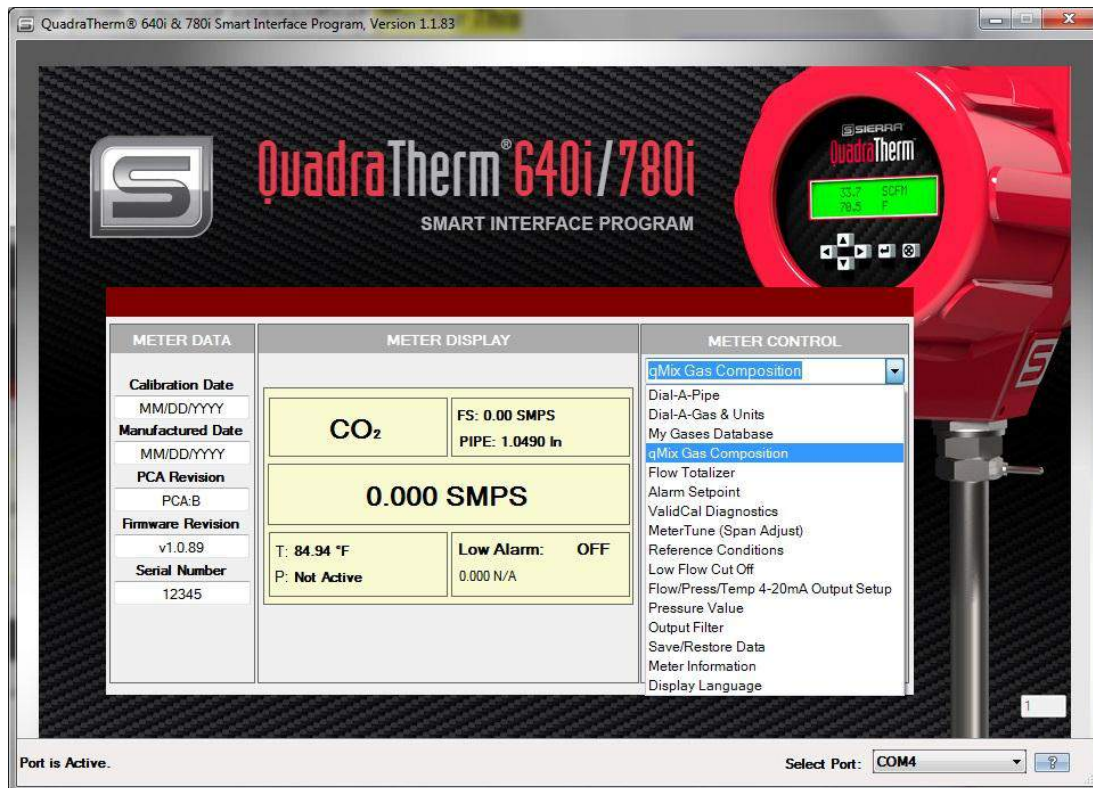 QuadraTherm® 640i & 780i Smart Interface Program, Version 1.1.83
QuadraTherm® 640i/780i
SMART INTERFACE PROGRAM
SIERRA
QuadraTherm
33.7 SCFM
78.5 F
METER DATA
Calibration Date
MM/DD/YYYY
Manufactured Date
MM/DD/YYYY
PCA Revision
PCA:B
Firmware Revision
v1.0.89
Serial Number
12345
METER DISPLAY
CO₂
FS: 0.00 SMPS
PIPE: 1.0490 In
0.000 SMPS
T: 84.94 °F
P: Not Active
Low Alarm: OFF
0.000 N/A
METER CONTROL
qMix Gas Composition
Dial-A-Pipe
Dial-A-Gas & Units
My Gases Database
qMix Gas Composition
Flow Totalizer
Alarm Setpoint
ValidCal Diagnostics
MeterTune (Span Adjust)
Reference Conditions
Low Flow Cut Off
Flow/Press/Temp 4-20mA Output Setup
Pressure Value
Output Filter
Save/Restore Data
Meter Information
Display Language
1
Port is Active.
Select Port: COM4
?